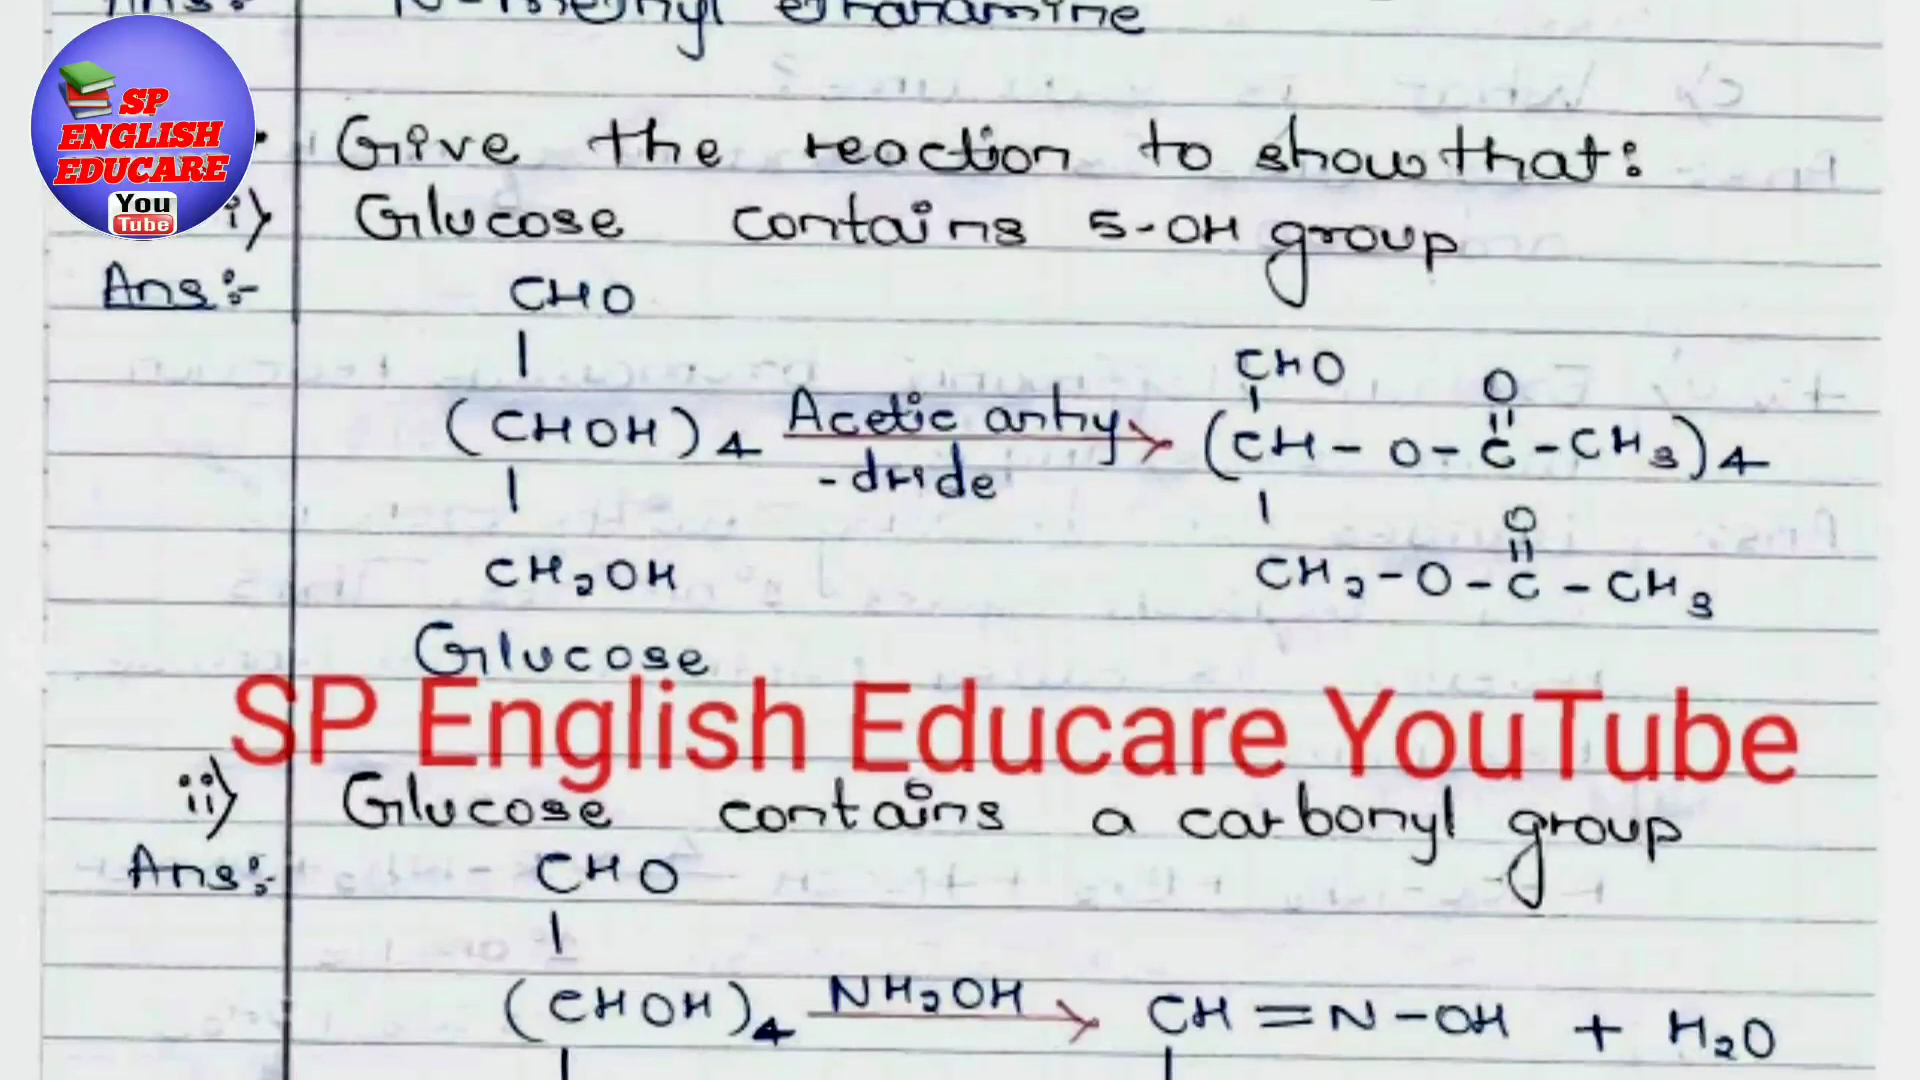 N-methyl ethanamine
SP
ENGLISH
EDUCARE
You
Tube
Give the reaction to show that:
i) Glucose contains 5-OH group
Ans:-
CHO
|
(CHOH)4 Acetic anhy
-dride
CH2OH
Glucose
CHO
|
O
||
(CH-O-C-CH3)4
|
O
||
CH2-O-C-CH3
SP English Educare YouTube
ii) Glucose contains a carbonyl group
Ans:-
CHO
|
(CHOH)4 NH2OH CH=N-OH + H2O